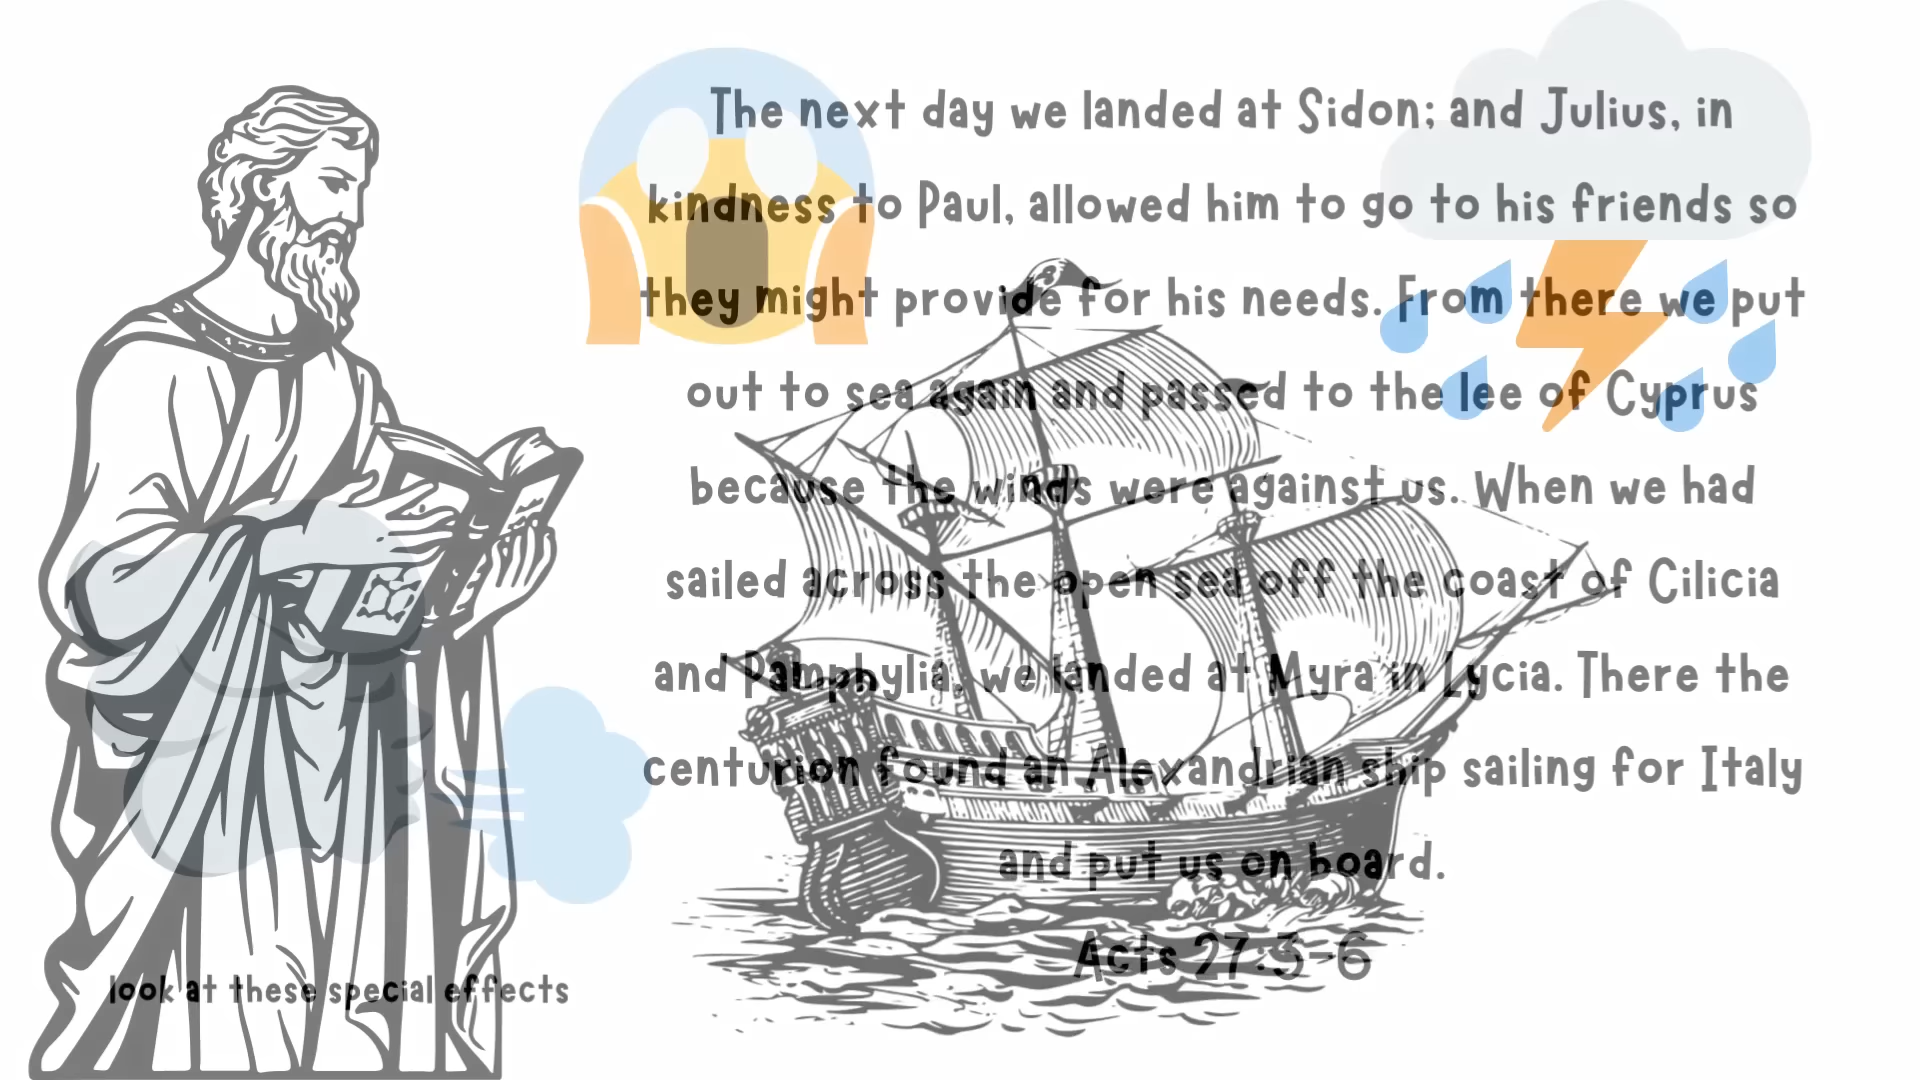 The next day we landed at Sidon; and Julius, in
kindness to Paul, allowed him to go to his friends so
they might provide for his needs. From there we put
out to sea again and passed to the lee of Cyprus
because the winds were against us. When we had
sailed across the open sea off the coast of Cilicia
and Pamphylia, we landed at Myra in Lycia. There the
centurion found an Alexandrian ship sailing for Italy
and put us on board.
Acts 27:3-6
look at these special effects